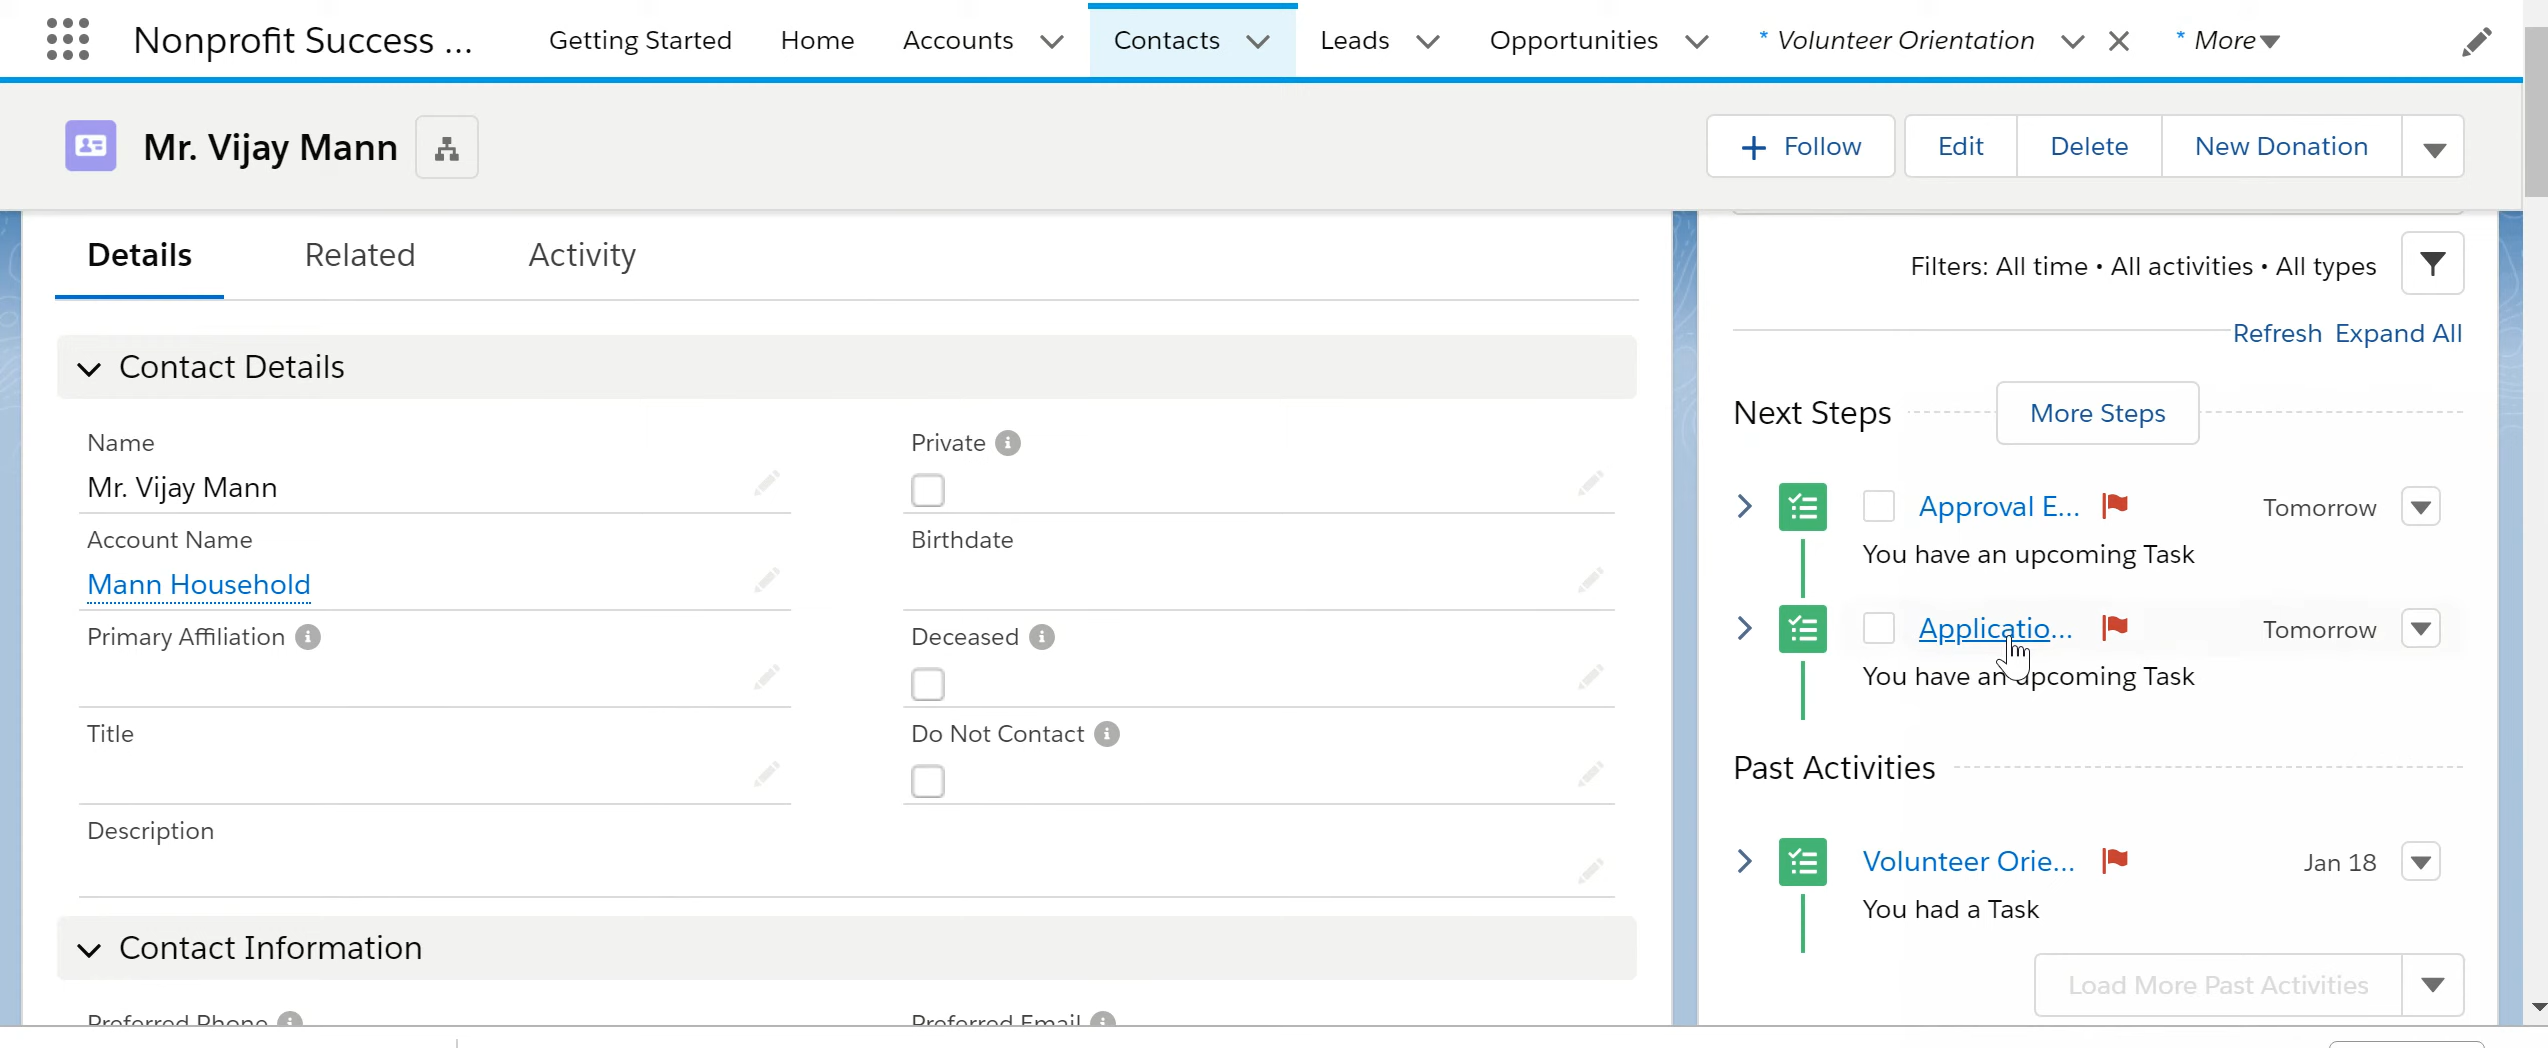 Nonprofit Success ...
Getting Started
Home
Accounts
Contacts
Leads
Opportunities
* Volunteer Orientation
* More
Mr. Vijay Mann
Follow
Edit
Delete
New Donation
Details
Related
Activity
Contact Details
Name
Mr. Vijay Mann
Private
Account Name
Mann Household
Birthdate
Primary Affiliation
Deceased
Title
Do Not Contact
Description
Contact Information
Preferred Phone
Preferred Email
Filters: All time • All activities • All types
Refresh Expand All
Next Steps
More Steps
Approval E...
Tomorrow
You have an upcoming Task
Applicatio...
Tomorrow
You have an upcoming Task
Past Activities
Volunteer Orie...
Jan 18
You had a Task
Load More Past Activities